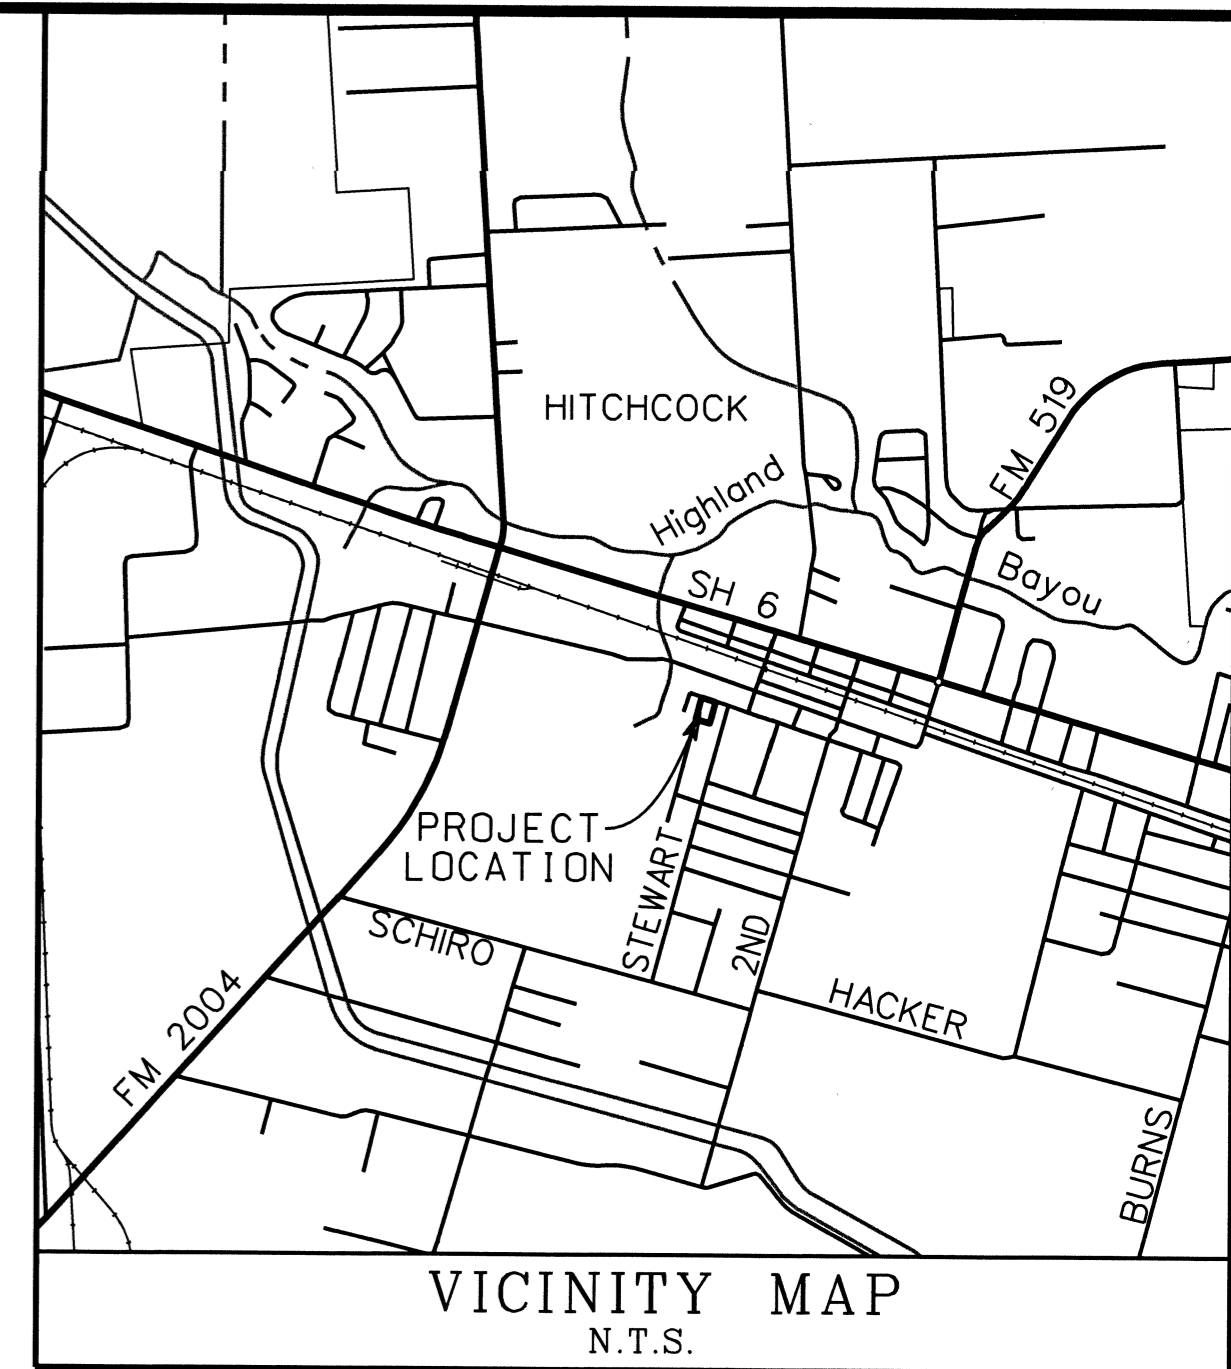 HITCHCOCK
FM 519
Highland
Bayou
SH 6
PROJECT
LOCATION
STEWART
2ND
SCHIRO
HACKER
FM 2004
BURNS
VICINITY MAP
N.T.S.